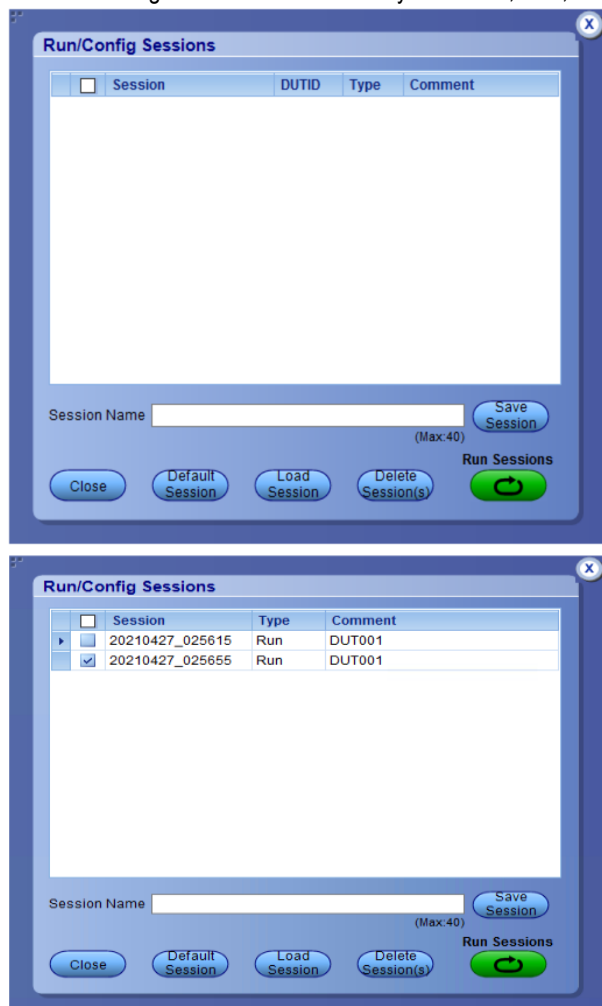 X
Run/Config Sessions
Session DUTID Type Comment
Session Name
Save
Session
(Max:40)
Run Sessions
Close
Default
Session
Load
Session
Delete
Session(s)
X
Run/Config Sessions
Session Type Comment
20210427_025615 Run DUT001
20210427_025655 Run DUT001
Session Name
Save
Session
(Max:40)
Run Sessions
Close
Default
Session
Load
Session
Delete
Session(s)